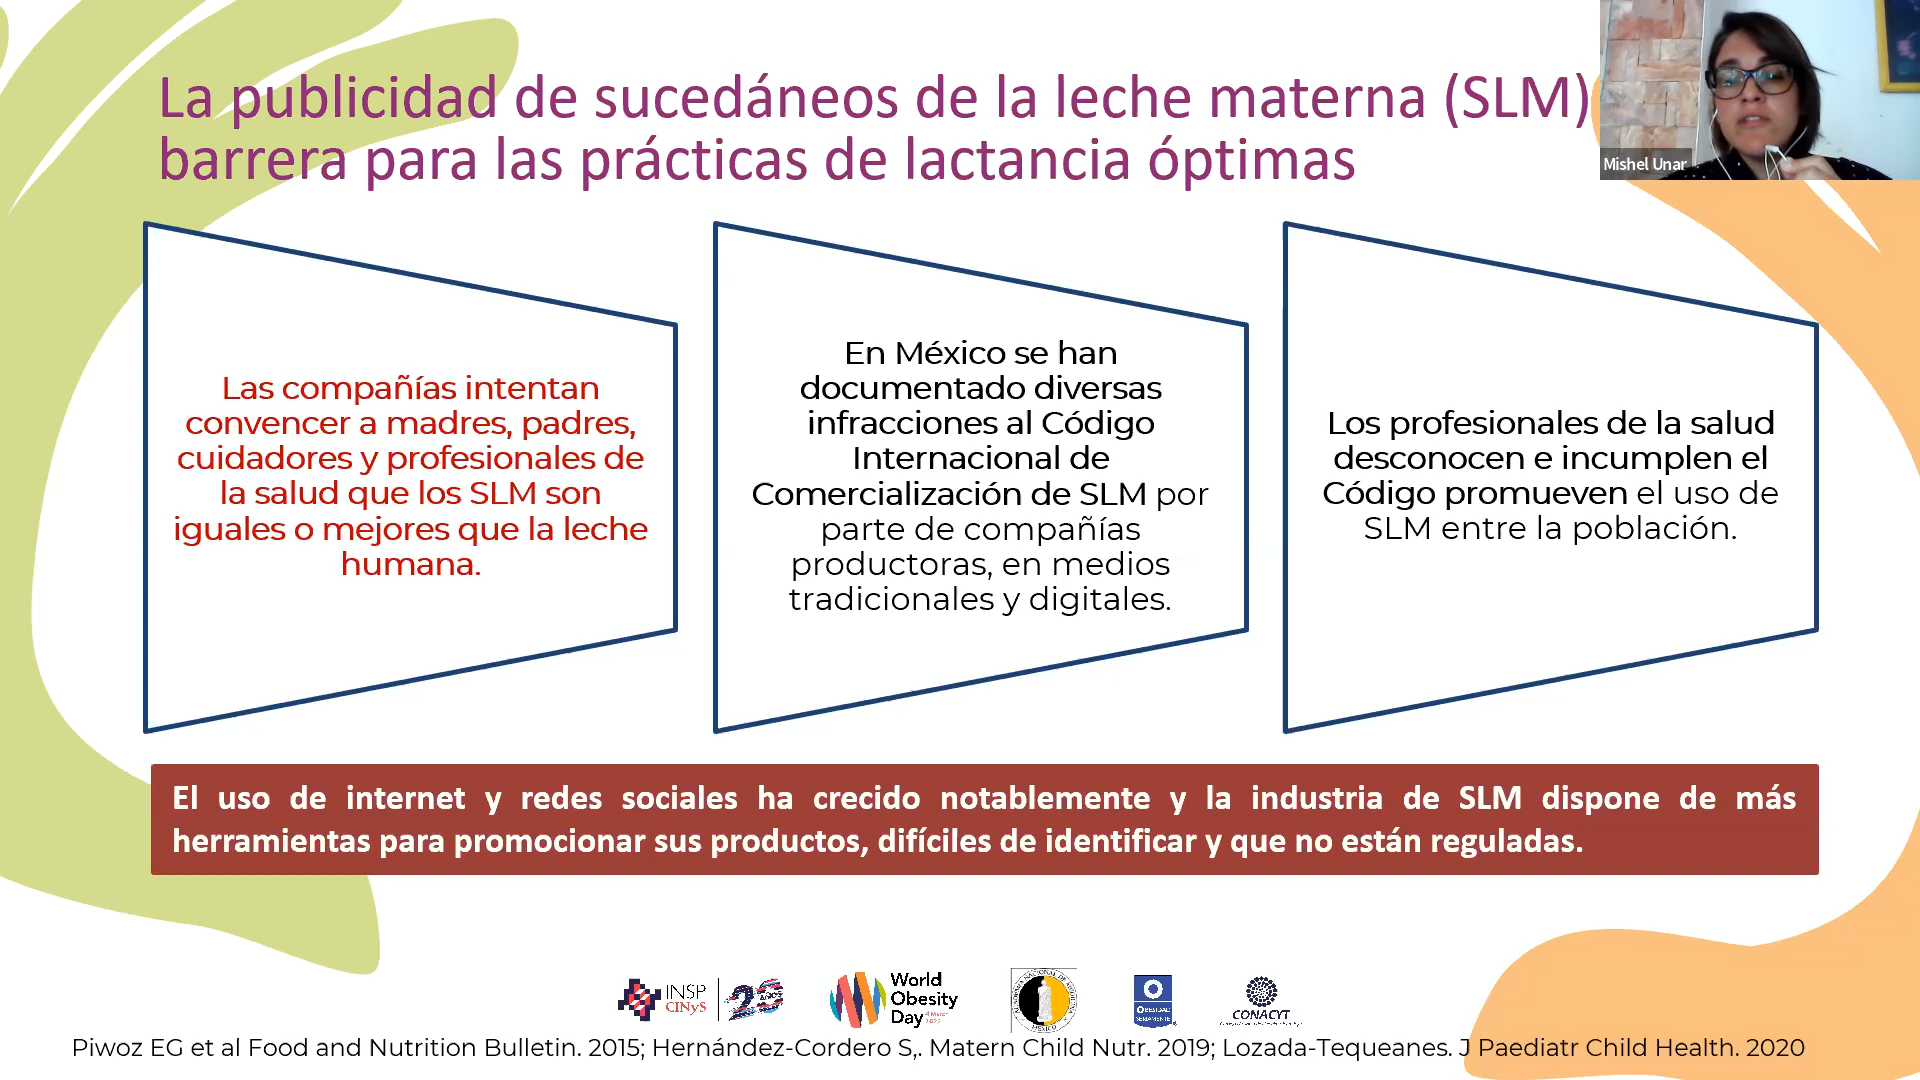 La publicidad de sucedáneos de la leche materna (SLM)
barrera para las prácticas de lactancia óptimas
Mishel Unar
Las compañías intentan
convencer a madres, padres,
cuidadores y profesionales de
la salud que los SLM son
iguales o mejores que la leche
humana.
En México se han
documentado diversas
infracciones al Código
Internacional de
Comercialización de SLM por
parte de compañías
productoras, en medios
tradicionales y digitales.
Los profesionales de la salud
desconocen e incumplen el
Código promueven el uso de
SLM entre la población.
El uso de internet y redes sociales ha crecido notablemente y la industria de SLM dispone de más
herramientas para promocionar sus productos, difíciles de identificar y que no están reguladas.
INSP
CINyS
25
AÑOS
World
Obesity
Day
MÉXICO
OBESIDAD
CONACYT
Piwoz EG et al Food and Nutrition Bulletin. 2015; Hernández-Cordero S,. Matern Child Nutr. 2019; Lozada-Tequeanes. J Paediatr Child Health. 2020